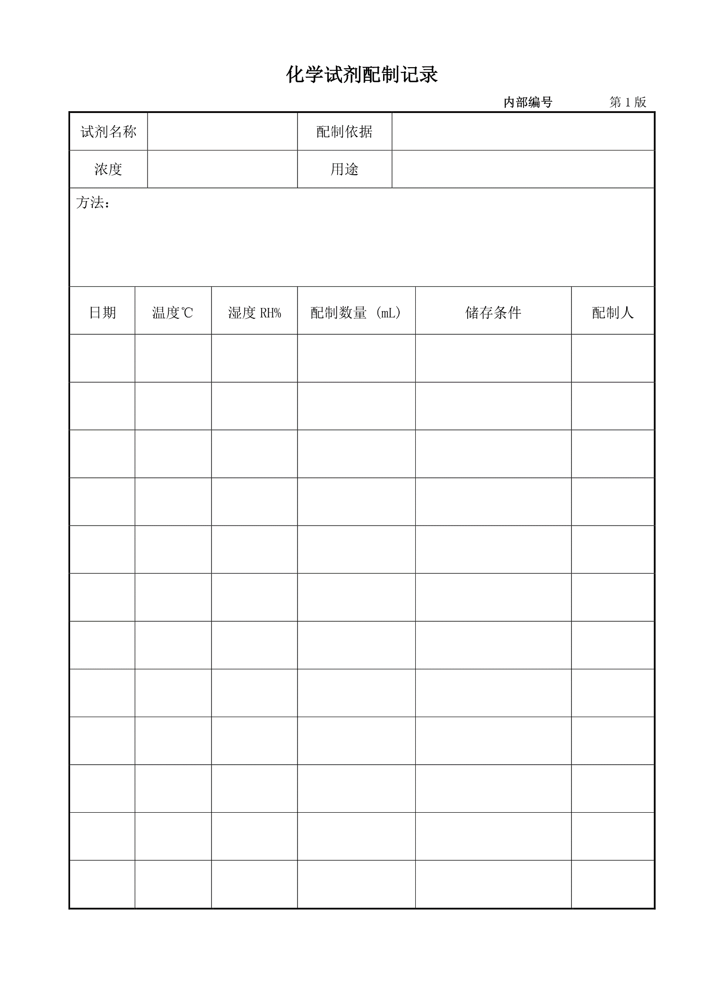 化学试剂配制记录
内部编号 第 1 版
试剂名称 配制依据
浓度 用途
方法：
日期 温度℃ 湿度 RH% 配制数量 (mL) 储存条件 配制人